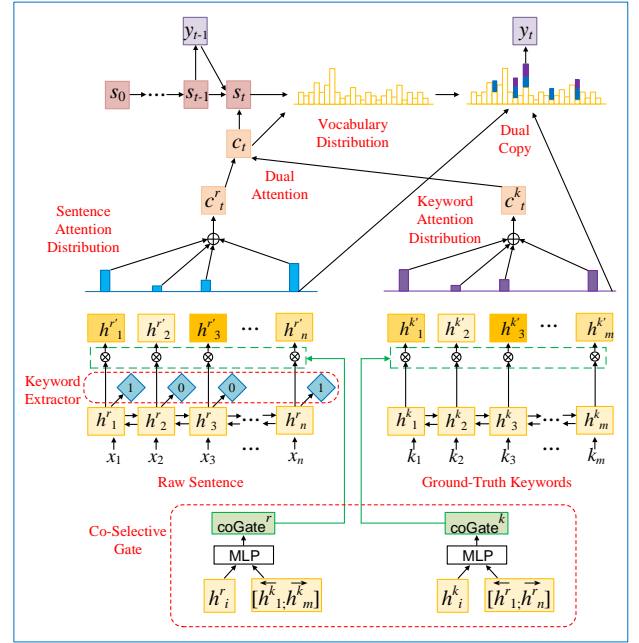 y_{t-1} y_t
s_0 ... s_{t-1} s_t
Vocabulary
Distribution
Dual
Copy
c_t
Dual
Attention
Sentence
Attention
Distribution
c^r_t
Keyword
Attention
Distribution
c^k_t
h^{r'}_1 h^{r'}_2 h^{r'}_3 ... h^{r'}_n
h^{k'}_1 h^{k'}_2 h^{k'}_3 ... h^{k'}_m
Keyword
Extractor
1 0 0 1
h^r_1 h^r_2 h^r_3 ... h^r_n
h^k_1 h^k_2 h^k_3 ... h^k_m
x_1 x_2 x_3 ... x_n
k_1 k_2 k_3 ... k_m
Raw Sentence
Ground-Truth Keywords
Co-Selective
Gate
coGate^r
MLP
h^r_i [h^k_1;h^k_m]
coGate^k
MLP
h^k_i [h^r_1;h^r_n]